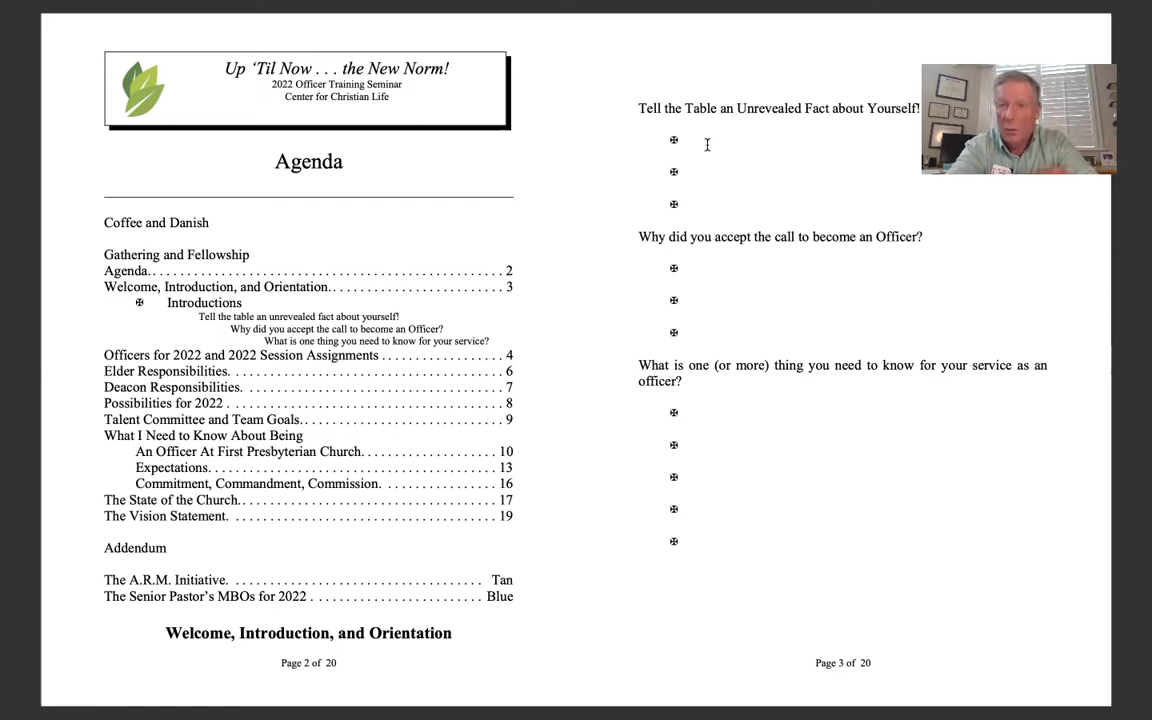 Up ‘Til Now . . . the New Norm!
2022 Officer Training Seminar
Center for Christian Life
Agenda
Coffee and Danish
Gathering and Fellowship
Agenda. . . . . . . . . . . . . . . . . . . . . . . . . . . . . . . . . . . . . . . . . . . . . . . . . . 2
Welcome, Introduction, and Orientation. . . . . . . . . . . . . . . . . . . . . . . . . 3
Introductions
Tell the table an unrevealed fact about yourself!
Why did you accept the call to become an Officer?
What is one thing you need to know for your service?
Officers for 2022 and 2022 Session Assignments . . . . . . . . . . . . . . . . . . 4
Elder Responsibilities. . . . . . . . . . . . . . . . . . . . . . . . . . . . . . . . . . . . . . . 6
Deacon Responsibilities. . . . . . . . . . . . . . . . . . . . . . . . . . . . . . . . . . . . . 7
Possibilities for 2022 . . . . . . . . . . . . . . . . . . . . . . . . . . . . . . . . . . . . . . . 8
Talent Committee and Team Goals. . . . . . . . . . . . . . . . . . . . . . . . . . . . . 9
What I Need to Know About Being
An Officer At First Presbyterian Church. . . . . . . . . . . . . . . . . . . . 10
Expectations. . . . . . . . . . . . . . . . . . . . . . . . . . . . . . . . . . . . . . . . . 13
Commitment, Commandment, Commission. . . . . . . . . . . . . . . . . 16
The State of the Church. . . . . . . . . . . . . . . . . . . . . . . . . . . . . . . . . . . . . 17
The Vision Statement. . . . . . . . . . . . . . . . . . . . . . . . . . . . . . . . . . . . . . 19
Addendum
The A.R.M. Initiative. . . . . . . . . . . . . . . . . . . . . . . . . . . . . . . . . . . . Tan
The Senior Pastor’s MBOs for 2022 . . . . . . . . . . . . . . . . . . . . . . . . Blue
Welcome, Introduction, and Orientation
Page 2 of 20
Tell the Table an Unrevealed Fact about Yourself!
Why did you accept the call to become an Officer?
What is one (or more) thing you need to know for your service as an
officer?
Page 3 of 20